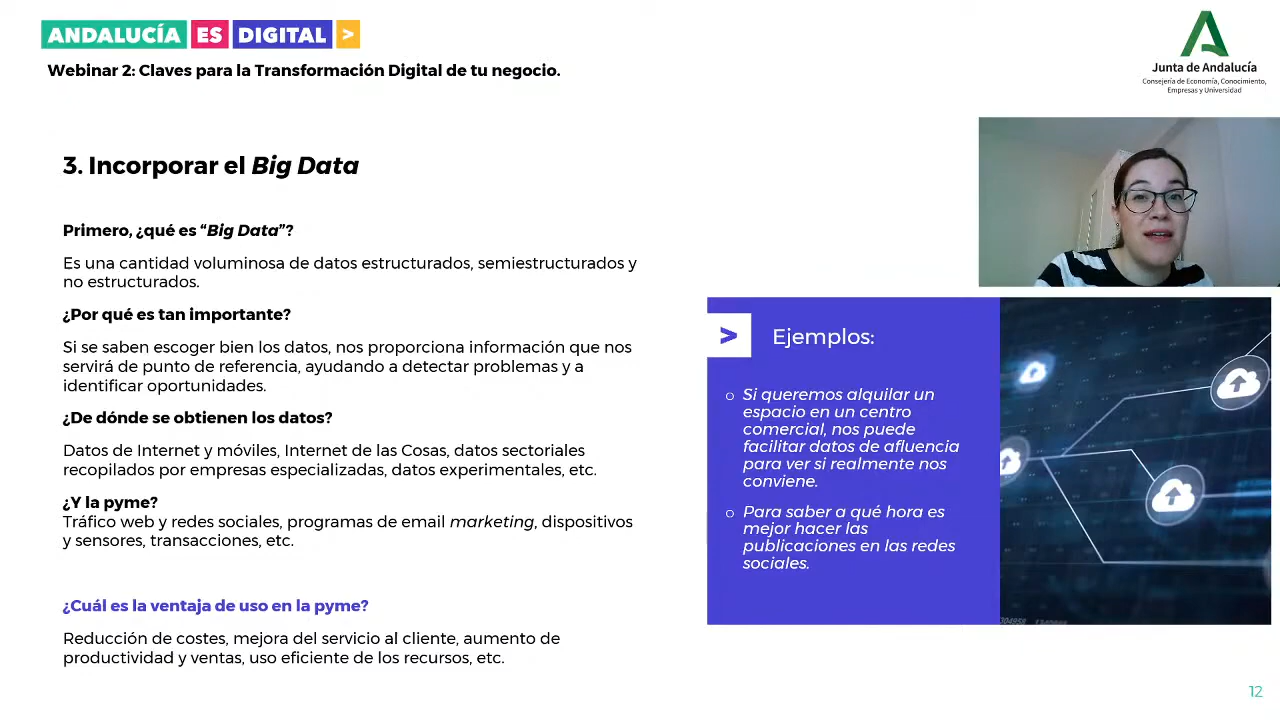 ANDALUCÍA ES DIGITAL >
Webinar 2: Claves para la Transformación Digital de tu negocio.
Junta de Andalucía
Consejería de Economía, Conocimiento,
Empresas y Universidad
3. Incorporar el Big Data
Primero, ¿qué es “Big Data”?
Es una cantidad voluminosa de datos estructurados, semiestructurados y
no estructurados.
¿Por qué es tan importante?
Si se saben escoger bien los datos, nos proporciona información que nos
servirá de punto de referencia, ayudando a detectar problemas y a
identificar oportunidades.
¿De dónde se obtienen los datos?
Datos de Internet y móviles, Internet de las Cosas, datos sectoriales
recopilados por empresas especializadas, datos experimentales, etc.
¿Y la pyme?
Tráfico web y redes sociales, programas de email marketing, dispositivos
y sensores, transacciones, etc.
¿Cuál es la ventaja de uso en la pyme?
Reducción de costes, mejora del servicio al cliente, aumento de
productividad y ventas, uso eficiente de los recursos, etc.
> Ejemplos:
o Si queremos alquilar un
espacio en un centro
comercial, nos puede
facilitar datos de afluencia
para ver si realmente nos
conviene.
o Para saber a qué hora es
mejor hacer las
publicaciones en las redes
sociales.
12